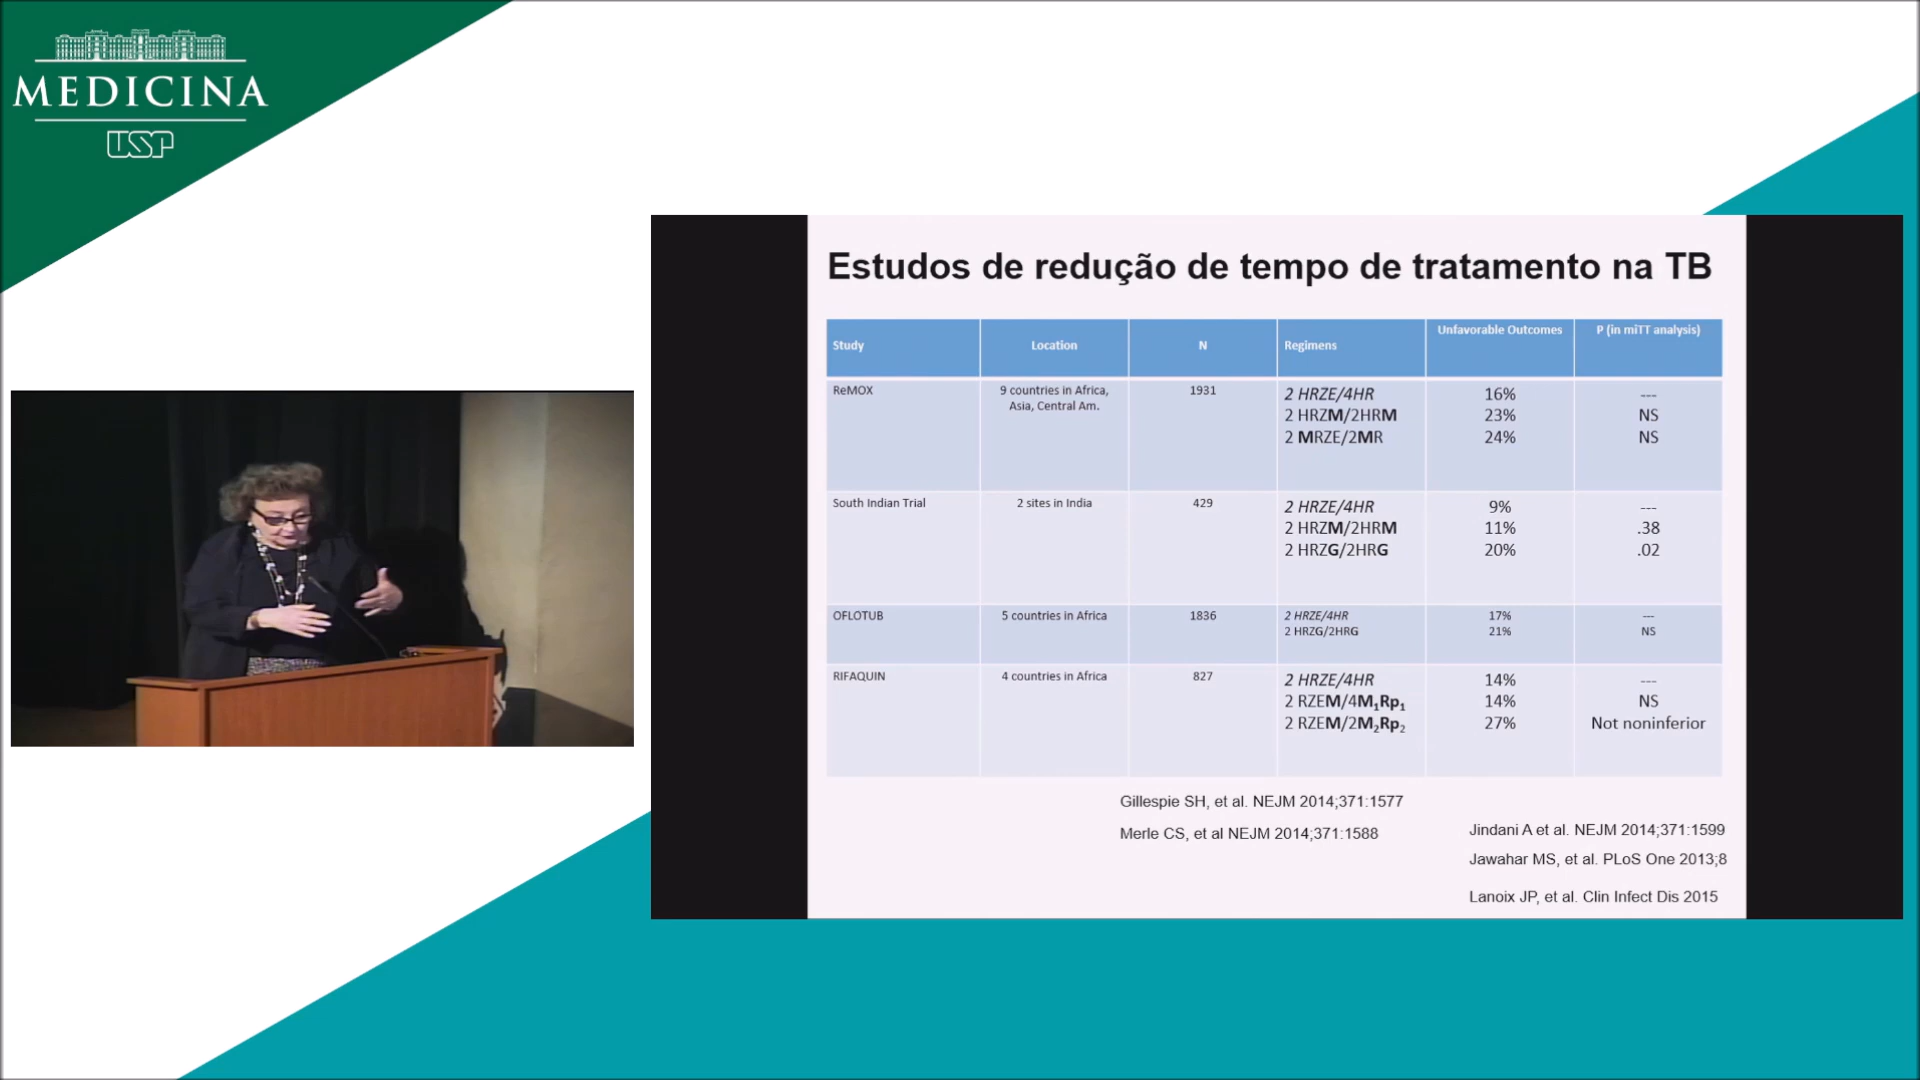 MEDICINA
USP
Estudos de redução de tempo de tratamento na TB
Study Location N Regimens Unfavorable Outcomes P (in miTT analysis)
ReMOX 9 countries in Africa, 1931 2 HRZE/4HR 16% ---
Asia, Central Am. 2 HRZM/2HRM 23% NS
2 MRZE/2MR 24% NS
South Indian Trial 2 sites in India 429 2 HRZE/4HR 9% ---
2 HRZM/2HRM 11% .38
2 HRZG/2HRG 20% .02
OFLOTUB 5 countries in Africa 1836 2 HRZE/4HR 17% ---
2 HRZG/2HRG 21% NS
RIFAQUIN 4 countries in Africa 827 2 HRZE/4HR 14% ---
2 RZEM/4M₁Rp₁ 14% NS
2 RZEM/2M₂Rp₂ 27% Not noninferior
Gillespie SH, et al. NEJM 2014;371:1577
Merle CS, et al NEJM 2014;371:1588
Jindani A et al. NEJM 2014;371:1599
Jawahar MS, et al. PLoS One 2013;8
Lanoix JP, et al. Clin Infect Dis 2015